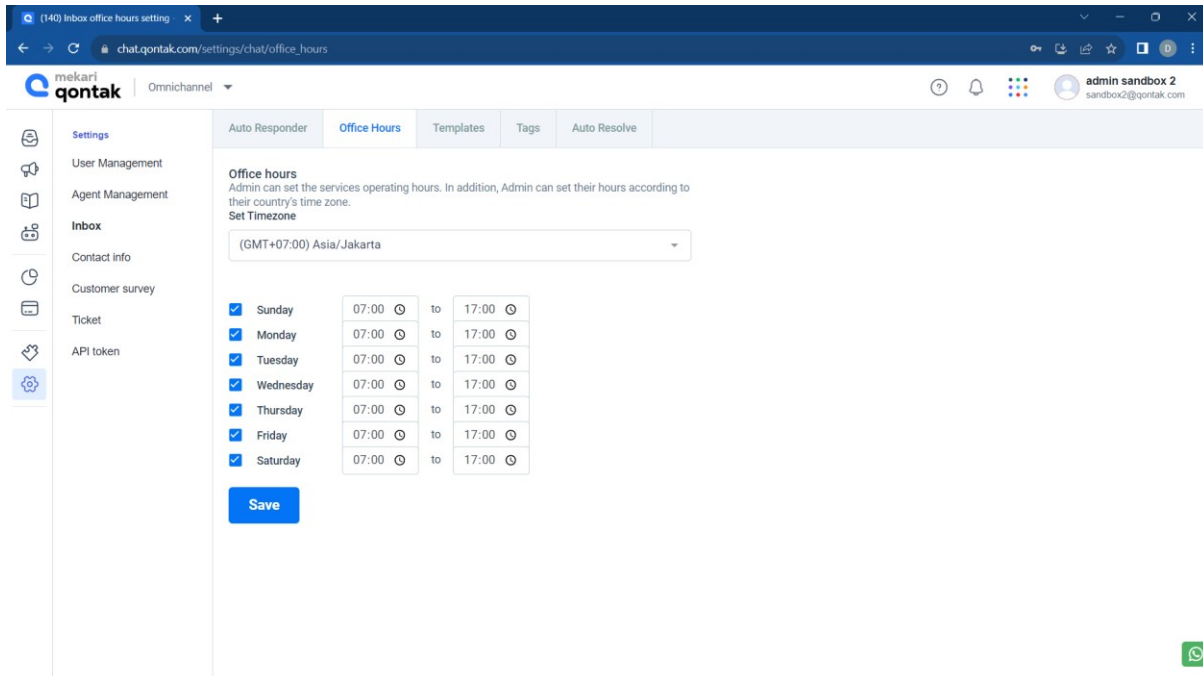 (140) Inbox office hours setting
chat.qontak.com/settings/chat/office_hours
D
mekari
qontak
Omnichannel
admin sandbox 2
sandbox2@qontak.com
Settings
User Management
Agent Management
Inbox
Contact info
Customer survey
Ticket
API token
Auto Responder Office Hours Templates Tags Auto Resolve
Office hours
Admin can set the services operating hours. In addition, Admin can set their hours according to
their country's time zone.
Set Timezone
(GMT+07:00) Asia/Jakarta
Sunday 07:00 to 17:00
Monday 07:00 to 17:00
Tuesday 07:00 to 17:00
Wednesday 07:00 to 17:00
Thursday 07:00 to 17:00
Friday 07:00 to 17:00
Saturday 07:00 to 17:00
Save